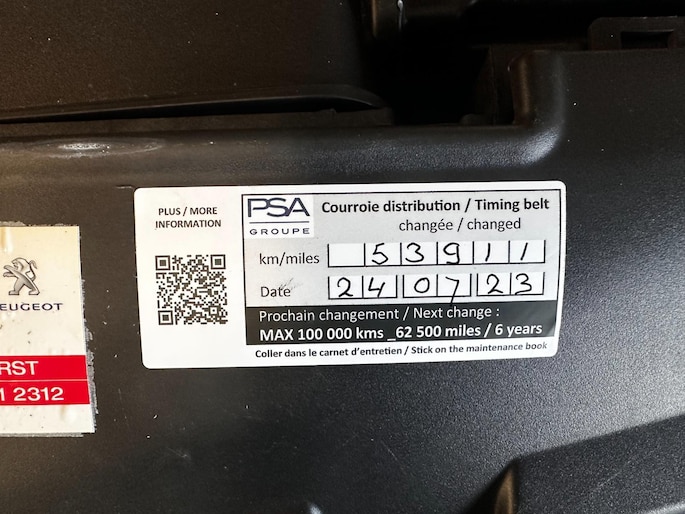 PLUS / MORE
INFORMATION
PSA
GROUPE
Courroie distribution / Timing belt
changée / changed
km/miles 53911
Date 240723
Prochain changement / Next change :
MAX 100 000 kms _62 500 miles / 6 years
Coller dans le carnet d'entretien / Stick on the maintenance book
PEUGEOT
RST
1 2312